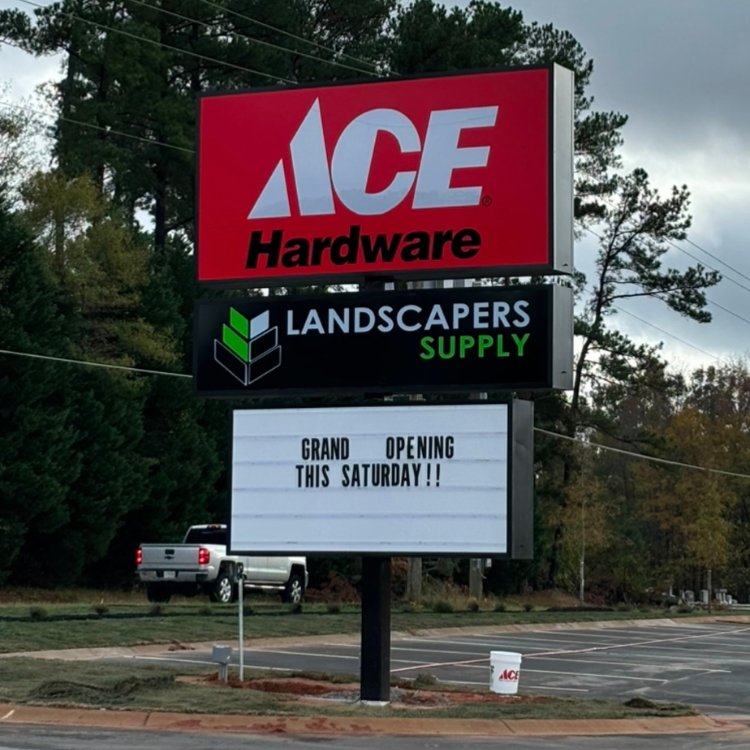 ACE
Hardware
LANDSCAPERS
SUPPLY
GRAND OPENING
THIS SATURDAY!!
ACE